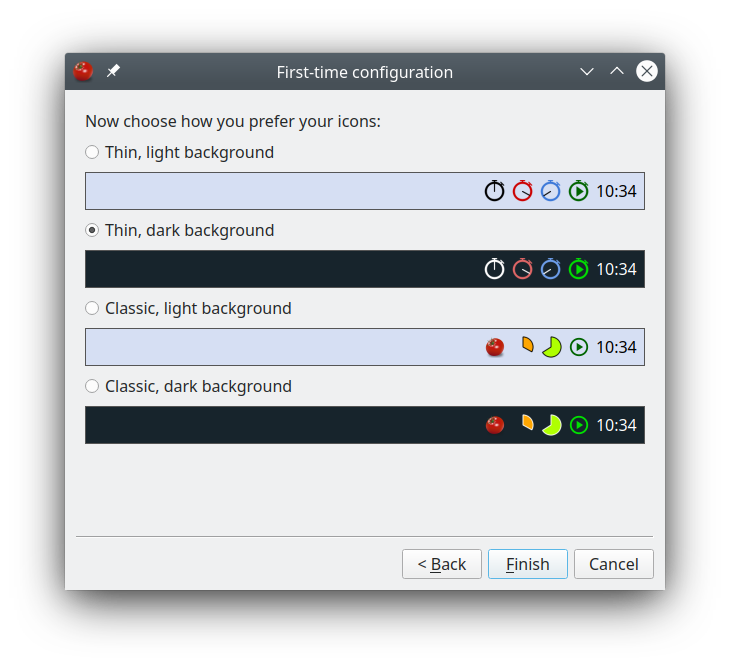 First-time configuration
Now choose how you prefer your icons:
Thin, light background
10:34
Thin, dark background
10:34
Classic, light background
10:34
Classic, dark background
10:34
< Back Finish Cancel